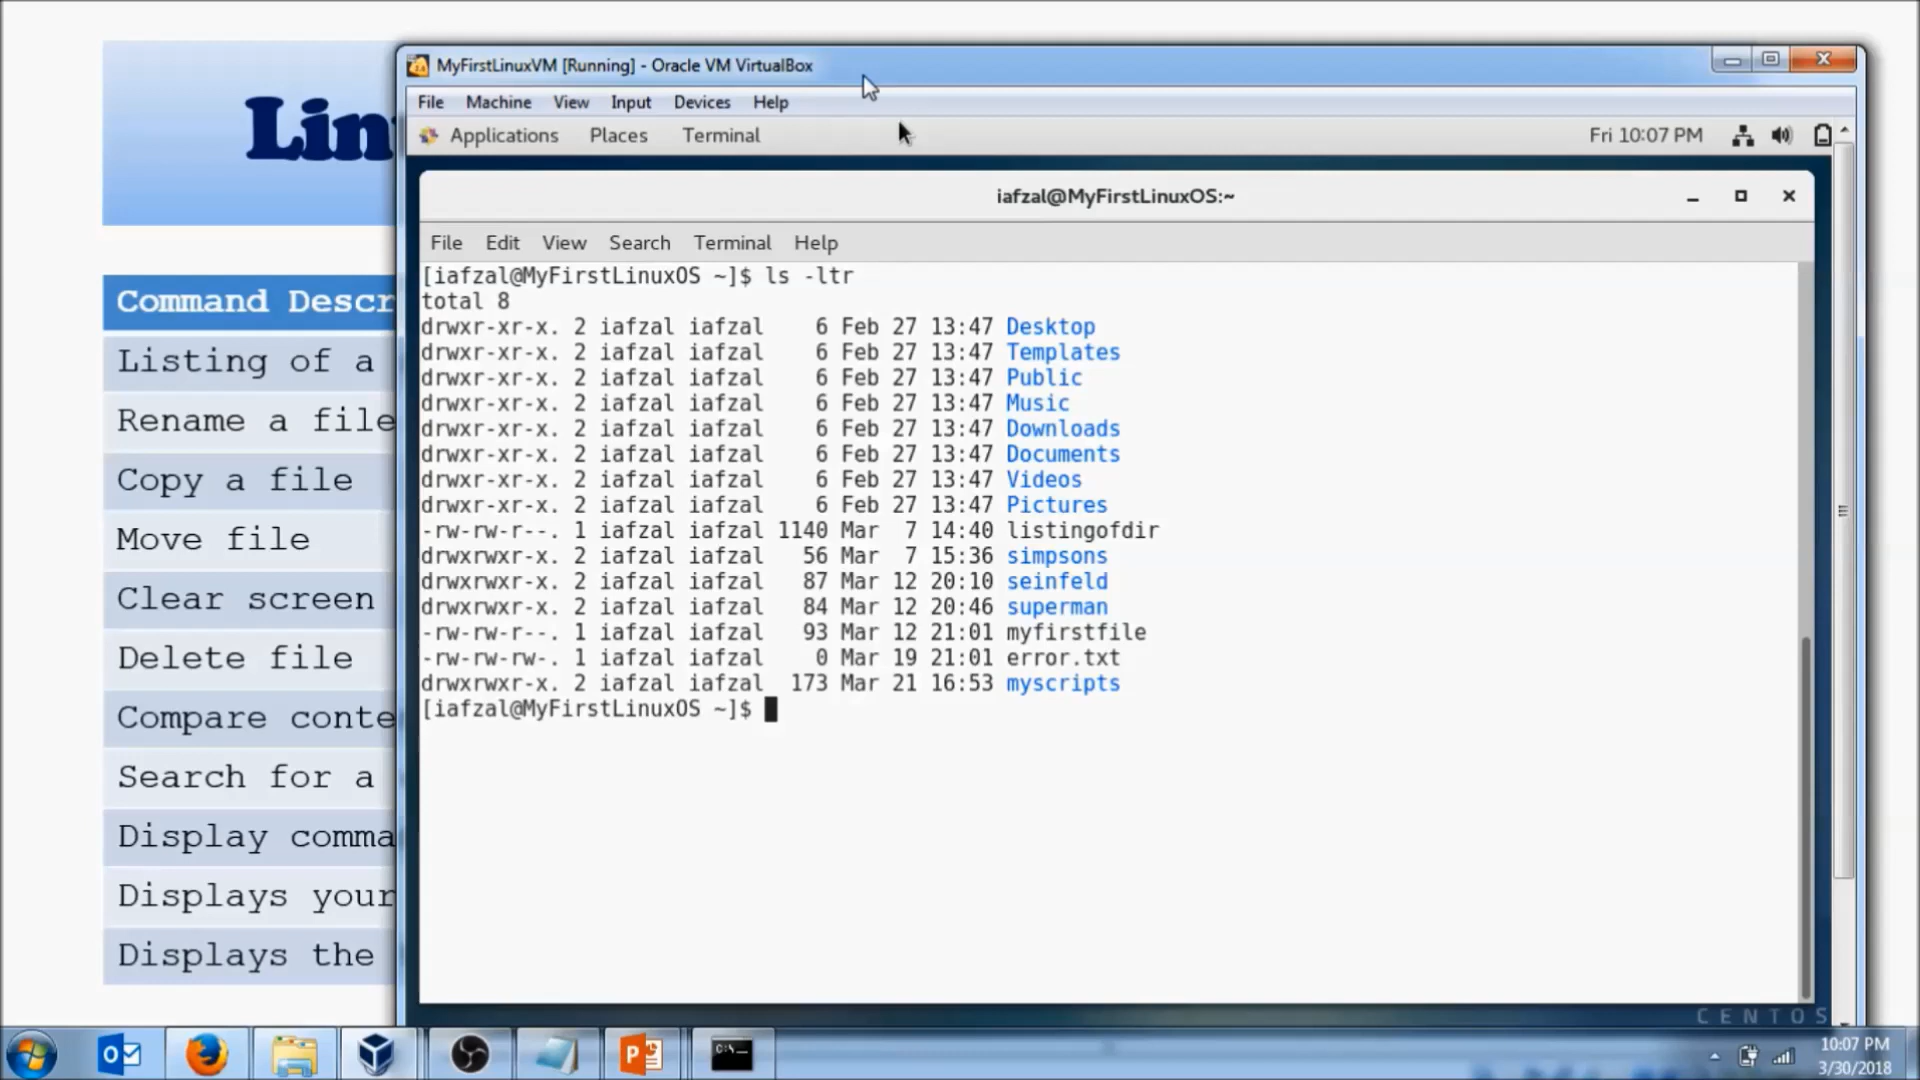 Lin
Command Descr
Listing of a
Rename a file
Copy a file
Move file
Clear screen
Delete file
Compare conte
Search for a
Display comma
Displays your
Displays the
MyFirstLinuxVM [Running] - Oracle VM VirtualBox
File Machine View Input Devices Help
Applications Places Terminal Fri 10:07 PM
iafzal@MyFirstLinuxOS:~
File Edit View Search Terminal Help
[iafzal@MyFirstLinuxOS ~]$ ls -ltr
total 8
drwxr-xr-x. 2 iafzal iafzal    6 Feb 27 13:47 Desktop
drwxr-xr-x. 2 iafzal iafzal    6 Feb 27 13:47 Templates
drwxr-xr-x. 2 iafzal iafzal    6 Feb 27 13:47 Public
drwxr-xr-x. 2 iafzal iafzal    6 Feb 27 13:47 Music
drwxr-xr-x. 2 iafzal iafzal    6 Feb 27 13:47 Downloads
drwxr-xr-x. 2 iafzal iafzal    6 Feb 27 13:47 Documents
drwxr-xr-x. 2 iafzal iafzal    6 Feb 27 13:47 Videos
drwxr-xr-x. 2 iafzal iafzal    6 Feb 27 13:47 Pictures
-rw-rw-r--. 1 iafzal iafzal 1140 Mar  7 14:40 listingofdir
drwxrwxr-x. 2 iafzal iafzal   56 Mar  7 15:36 simpsons
drwxrwxr-x. 2 iafzal iafzal   87 Mar 12 20:10 seinfeld
drwxrwxr-x. 2 iafzal iafzal   84 Mar 12 20:46 superman
-rw-rw-r--. 1 iafzal iafzal   93 Mar 12 21:01 myfirstfile
-rw-rw-rw-. 1 iafzal iafzal    0 Mar 19 21:01 error.txt
drwxrwxr-x. 2 iafzal iafzal  173 Mar 21 16:53 myscripts
[iafzal@MyFirstLinuxOS ~]$
CENTOS
10:07 PM
3/30/2018